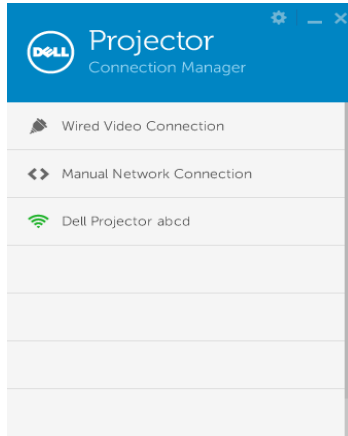 DELL
Projector
Connection Manager
Wired Video Connection
Manual Network Connection
Dell Projector abcd